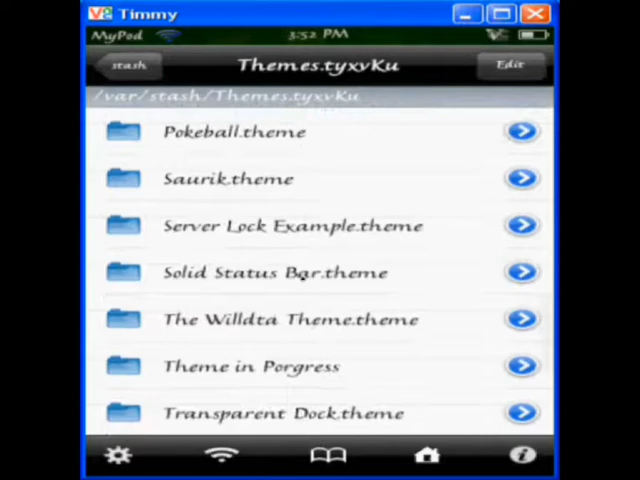 Timmy
MyPod 3:52 PM
stash Themes.tyxvKu Edit
/var/stash/Themes.tyxvKu
Pokeball.theme
Saurik.theme
Server Lock Example.theme
Solid Status Bar.theme
The Willdta Theme.theme
Theme in Porgress
Transparent Dock.theme